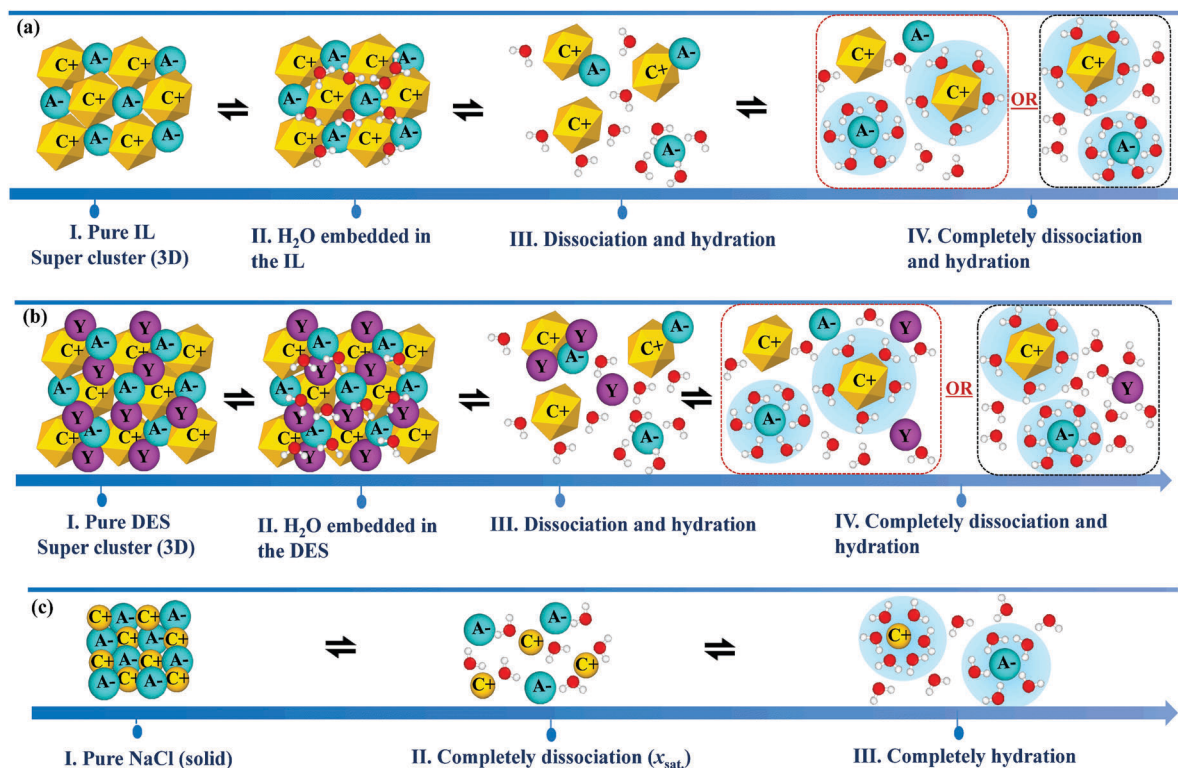 (a)
C+ A- C+ A-
A- C+ A- C+
C+ A- C+ A-
C+ A- C+ A-
A- C+ A- C+
C+ A- C+ A-
C+ A-
C+ A-
C+
A-
A-
C+
C+
A-
OR
C+
A-
I. Pure IL
Super cluster (3D)
II. H₂O embedded in
the IL
III. Dissociation and hydration
IV. Completely dissociation
and hydration
(b)
Y Y
C+ A- C+ A-
Y Y
A- C+ A- C+
Y Y Y
C+ A- C+ A-
Y Y
Y Y
C+ A- C+ A-
Y Y
A- C+ A- C+
Y Y Y
C+ A- C+ A-
Y Y
C+ Y
Y A-
C+ A-
Y
C+
A-
A- Y
C+
C+
A-
Y
OR
C+
Y
A-
I. Pure DES
Super cluster (3D)
II. H₂O embedded in
the DES
III. Dissociation and hydration
IV. Completely dissociation and
hydration
(c)
C+ A- C+ A-
A- C+ A- C+
C+ A- C+ A-
A- C+ A- C+
A- A-
C+
C+
C+ A-
C+
A-
I. Pure NaCl (solid)
II. Completely dissociation (xsat.)
III. Completely hydration